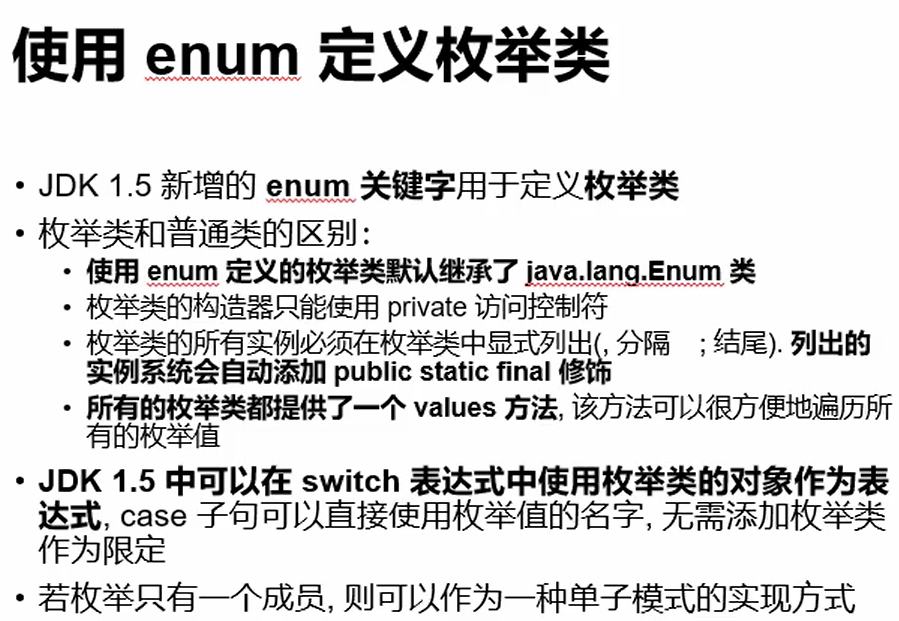 使用 enum 定义枚举类
• JDK 1.5 新增的 enum 关键字用于定义枚举类
• 枚举类和普通类的区别：
• 使用 enum 定义的枚举类默认继承了 java.lang.Enum 类
• 枚举类的构造器只能使用 private 访问控制符
• 枚举类的所有实例必须在枚举类中显式列出(, 分隔    ; 结尾). 列出的
实例系统会自动添加 public static final 修饰
• 所有的枚举类都提供了一个 values 方法, 该方法可以很方便地遍历所
有的枚举值
• JDK 1.5 中可以在 switch 表达式中使用枚举类的对象作为表
达式, case 子句可以直接使用枚举值的名字, 无需添加枚举类
作为限定
• 若枚举只有一个成员, 则可以作为一种单子模式的实现方式